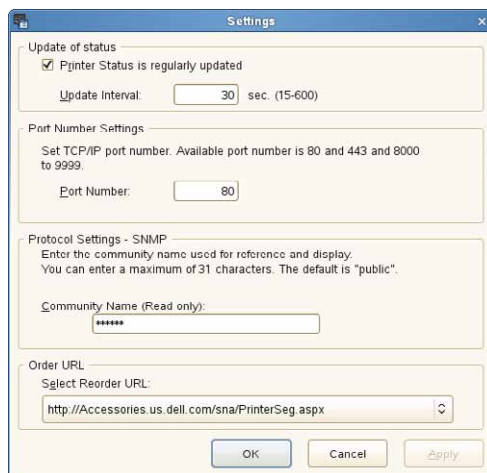 Settings
Update of status
Printer Status is regularly updated
Update Interval: 30 sec. (15-600)
Port Number Settings
Set TCP/IP port number. Available port number is 80 and 443 and 8000
to 9999.
Port Number: 80
Protocol Settings - SNMP
Enter the community name used for reference and display.
You can enter a maximum of 31 characters. The default is "public".
Community Name (Read only):
******
Order URL
Select Reorder URL:
http://Accessories.us.dell.com/sna/PrinterSeg.aspx
OK Cancel Apply